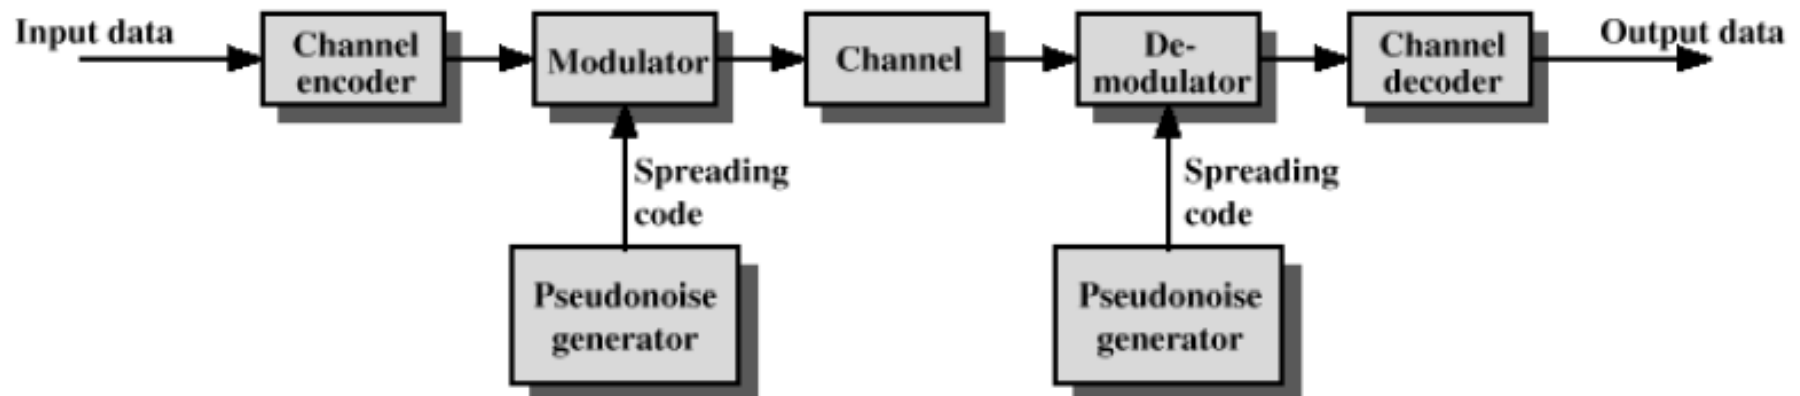 Input data
Channel
encoder
Modulator
Channel
De-
modulator
Channel
decoder
Output data
Spreading
code
Spreading
code
Pseudonoise
generator
Pseudonoise
generator